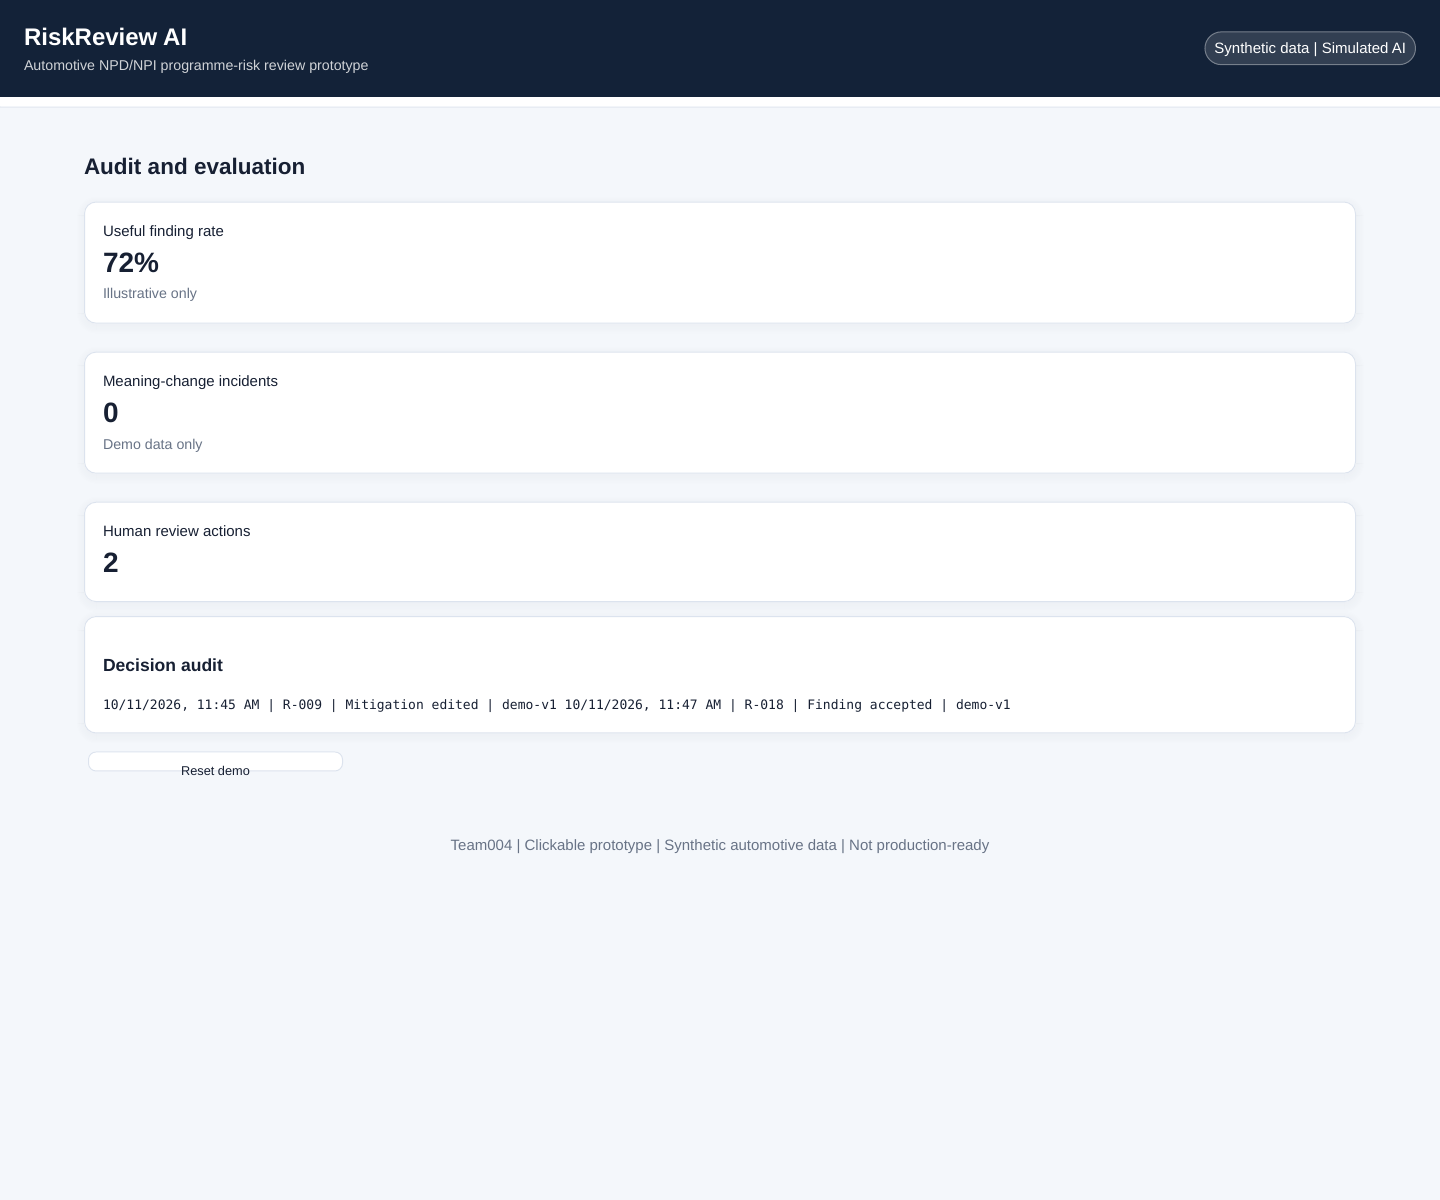 RiskReview AI
Automotive NPD/NPI programme-risk review prototype
Synthetic data | Simulated AI
Audit and evaluation
Useful finding rate
72%
Illustrative only
Meaning-change incidents
0
Demo data only
Human review actions
2
Decision audit
10/11/2026, 11:45 AM | R-009 | Mitigation edited | demo-v1 10/11/2026, 11:47 AM | R-018 | Finding accepted | demo-v1
Reset demo
Team004 | Clickable prototype | Synthetic automotive data | Not production-ready